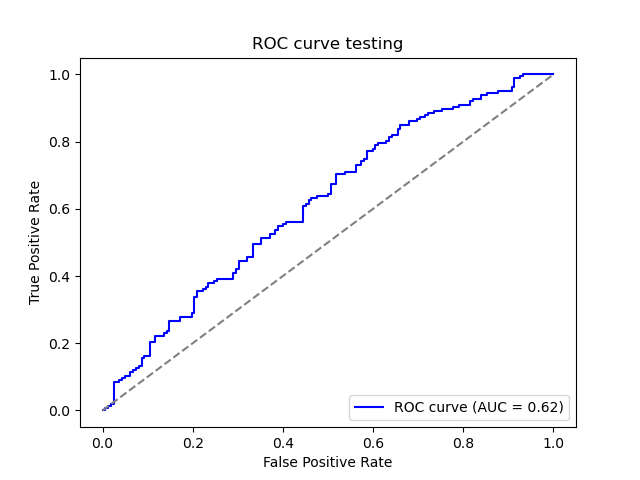 ROC curve testing
True Positive Rate
1.0
0.8
0.6
0.4
0.2
0.0
ROC curve (AUC = 0.62)
0.0 0.2 0.4 0.6 0.8 1.0
False Positive Rate